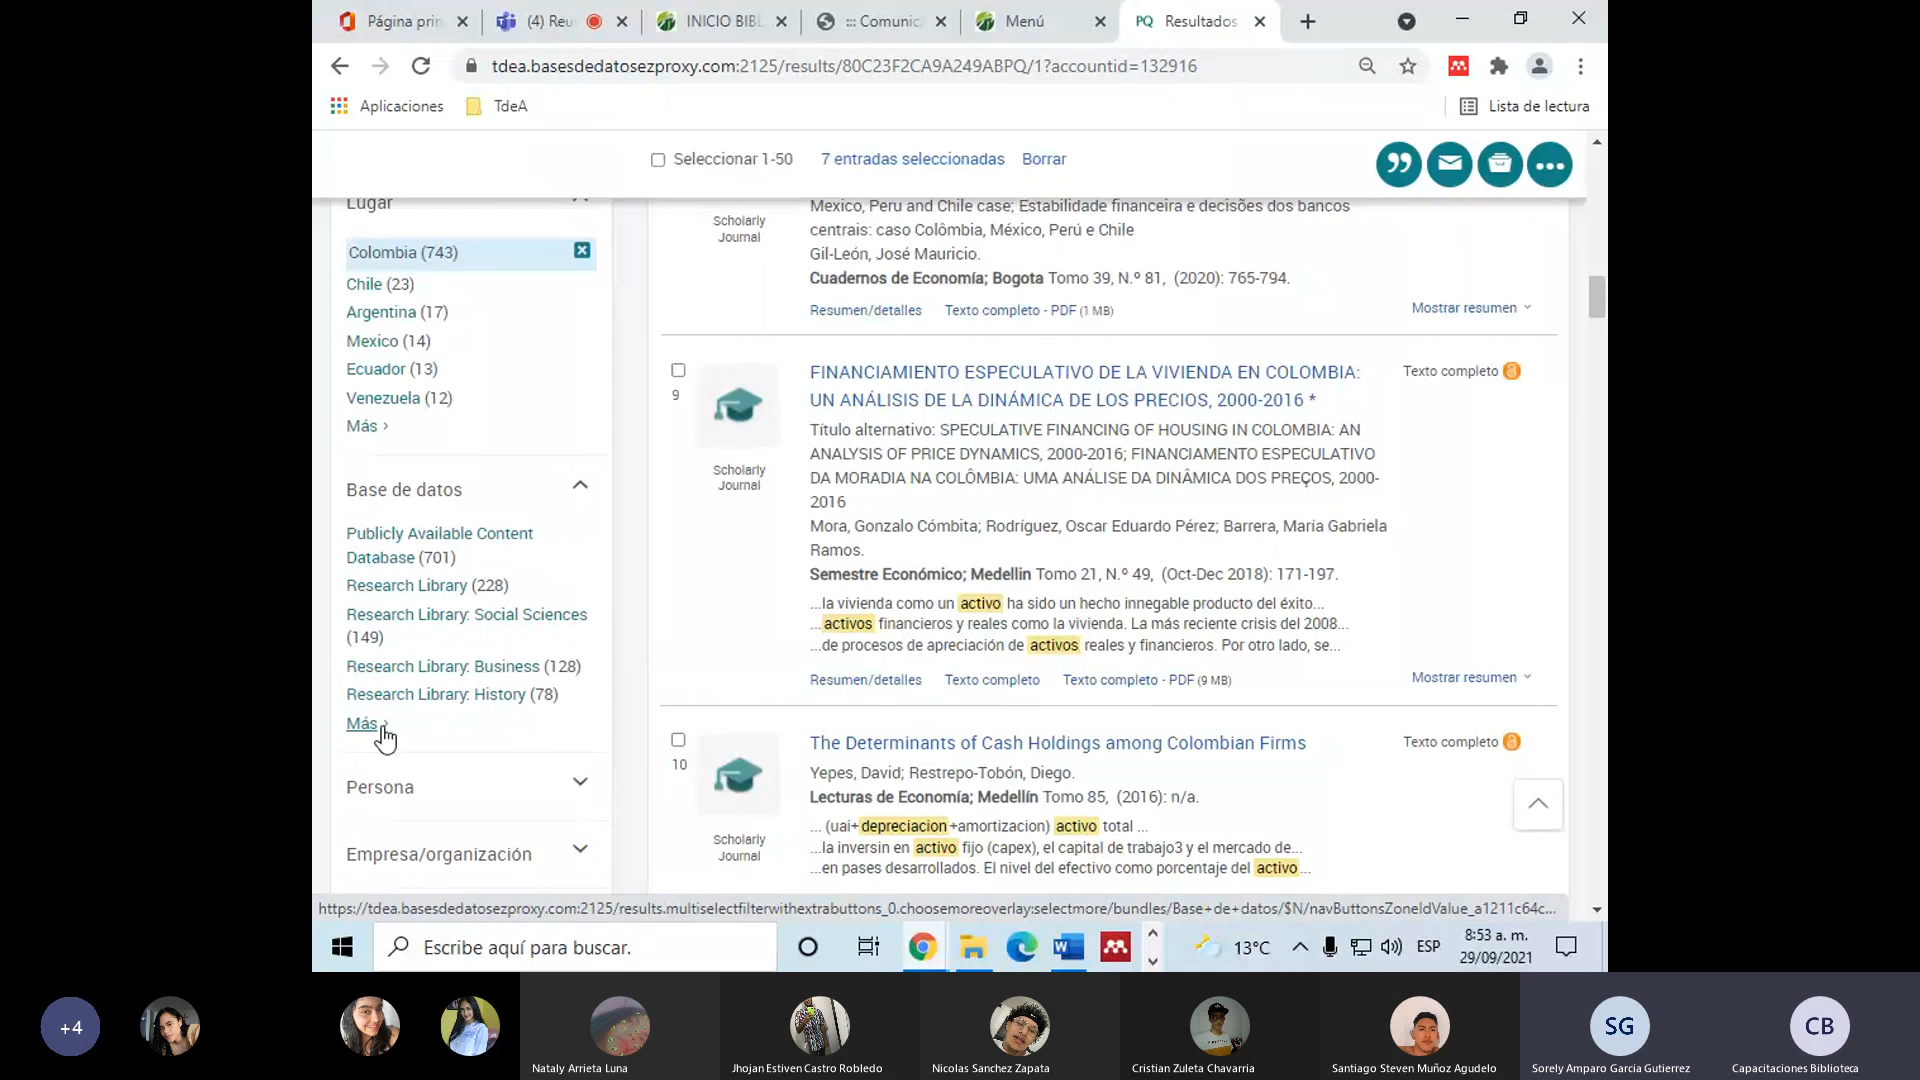 Página prin
(4) Reu
INICIO BIBL
::: Comunica
Menú
PQ Resultados
tdea.basesdedatosezproxy.com:2125/results/80C23F2CA9A249ABPQ/1?accountid=132916
Aplicaciones
TdeA
Lista de lectura
Seleccionar 1-50
7 entradas seleccionadas
Borrar
Lugar
Colombia (743)
Chile (23)
Argentina (17)
Mexico (14)
Ecuador (13)
Venezuela (12)
Más ›
Base de datos
Publicly Available Content
Database (701)
Research Library (228)
Research Library: Social Sciences
(149)
Research Library: Business (128)
Research Library: History (78)
Más ›
Persona
Empresa/organización
Scholarly
Journal
Mexico, Peru and Chile case; Estabilidade financeira e decisões dos bancos
centrais: caso Colômbia, México, Perú e Chile
Gil-León, José Mauricio.
Cuadernos de Economía; Bogota Tomo 39, N.º 81, (2020): 765-794.
Resumen/detalles
Texto completo - PDF (1 MB)
Mostrar resumen
9
Scholarly
Journal
FINANCIAMIENTO ESPECULATIVO DE LA VIVIENDA EN COLOMBIA:
UN ANÁLISIS DE LA DINÁMICA DE LOS PRECIOS, 2000-2016 *
Texto completo
Título alternativo: SPECULATIVE FINANCING OF HOUSING IN COLOMBIA: AN
ANALYSIS OF PRICE DYNAMICS, 2000-2016; FINANCIAMENTO ESPECULATIVO
DA MORADIA NA COLÔMBIA: UMA ANÁLISE DA DINÂMICA DOS PREÇOS, 2000-
2016
Mora, Gonzalo Cómbita; Rodríguez, Oscar Eduardo Pérez; Barrera, María Gabriela
Ramos.
Semestre Económico; Medellin Tomo 21, N.º 49, (Oct-Dec 2018): 171-197.
...la vivienda como un activo ha sido un hecho innegable producto del éxito...
...activos financieros y reales como la vivienda. La más reciente crisis del 2008...
...de procesos de apreciación de activos reales y financieros. Por otro lado, se...
Resumen/detalles
Texto completo
Texto completo - PDF (9 MB)
Mostrar resumen
10
Scholarly
Journal
The Determinants of Cash Holdings among Colombian Firms
Texto completo
Yepes, David; Restrepo-Tobón, Diego.
Lecturas de Economía; Medellín Tomo 85, (2016): n/a.
... (uai+depreciacion+amortizacion) activo total ...
...la inversin en activo fijo (capex), el capital de trabajo3 y el mercado de...
...en pases desarrollados. El nivel del efectivo como porcentaje del activo...
https://tdea.basesdedatosezproxy.com:2125/results.multiselectfilterwithextrabuttons_0.choosemoreoverlay:selectmore/bundles/Base+de+datos/$N/navButtonsZoneIdValue_a1211c64c...
Escribe aquí para buscar.
13°C
ESP
8:53 a. m.
29/09/2021
+4
Nataly Arrieta Luna
Jhojan Estiven Castro Robledo
Nicolas Sanchez Zapata
Cristian Zuleta Chavarria
Santiago Steven Muñoz Agudelo
SG
Sorely Amparo Garcia Gutierrez
CB
Capacitaciones Biblioteca